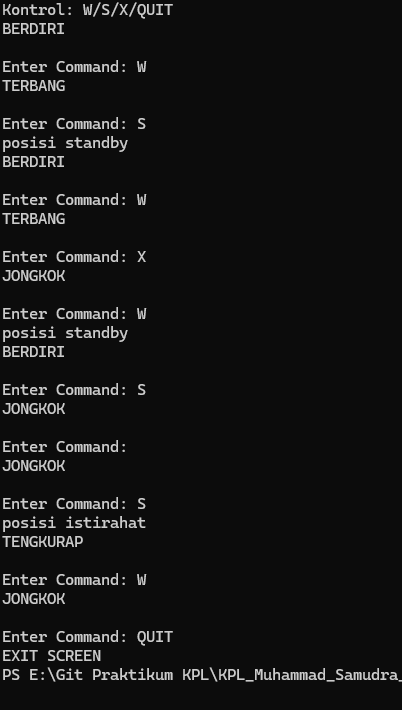 Kontrol: W/S/X/QUIT
BERDIRI
Enter Command: W
TERBANG
Enter Command: S
posisi standby
BERDIRI
Enter Command: W
TERBANG
Enter Command: X
JONGKOK
Enter Command: W
posisi standby
BERDIRI
Enter Command: S
JONGKOK
Enter Command:
JONGKOK
Enter Command: S
posisi istirahat
TENGKURAP
Enter Command: W
JONGKOK
Enter Command: QUIT
EXIT SCREEN
PS E:\Git Praktikum KPL\KPL_Muhammad_Samudra_